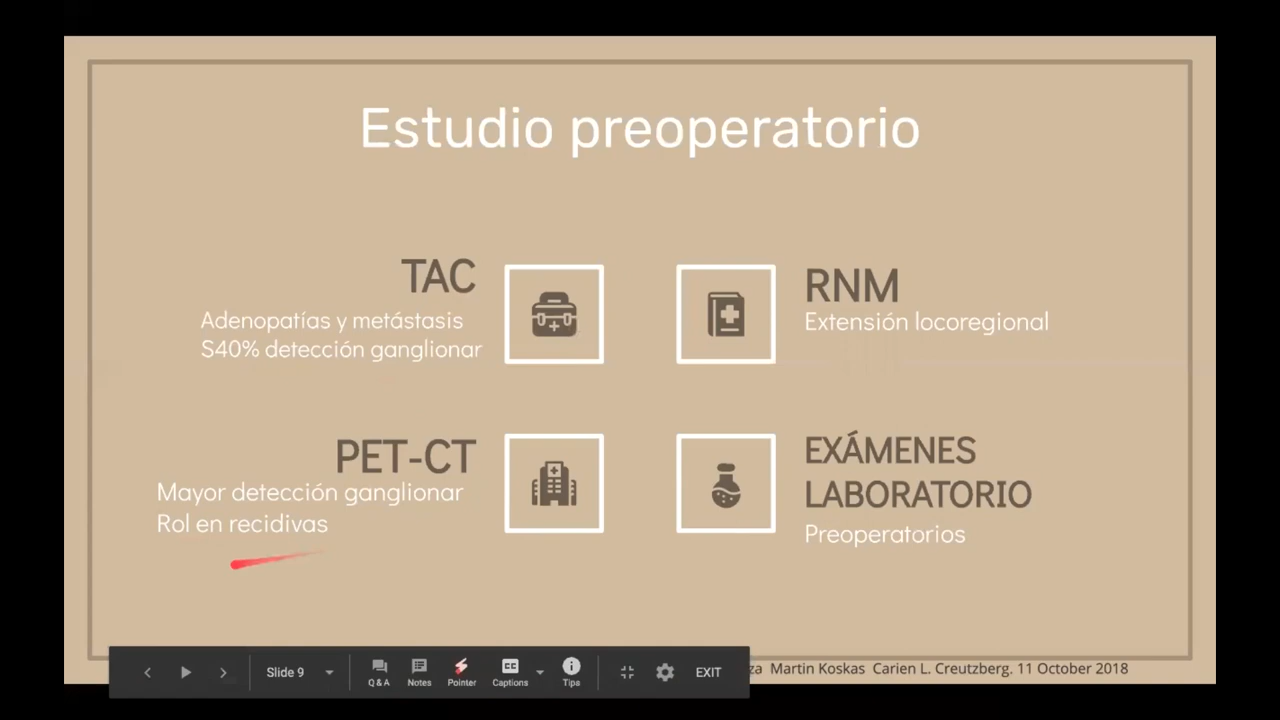 Estudio preoperatorio
TAC
Adenopatías y metástasis
S40% detección ganglionar
RNM
Extensión locoregional
PET-CT
Mayor detección ganglionar
Rol en recidivas
EXÁMENES
LABORATORIO
Preoperatorios
Martin Koskas Carien L. Creutzberg. 11 October 2018
Slide 9
Q & A
Notes
Pointer
Captions
Tips
EXIT